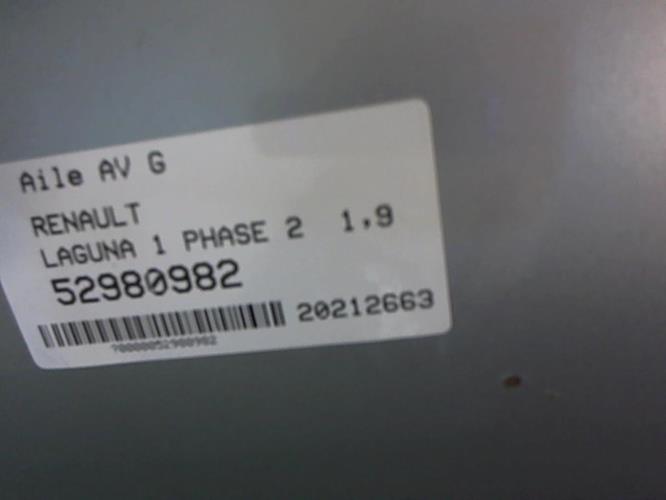 Aile AV G
RENAULT
LAGUNA 1 PHASE 2 1,9
52980982
20212663